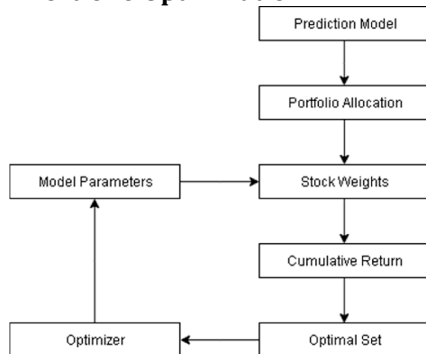 Prediction Model
Portfolio Allocation
Model Parameters
Stock Weights
Cumulative Return
Optimizer
Optimal Set